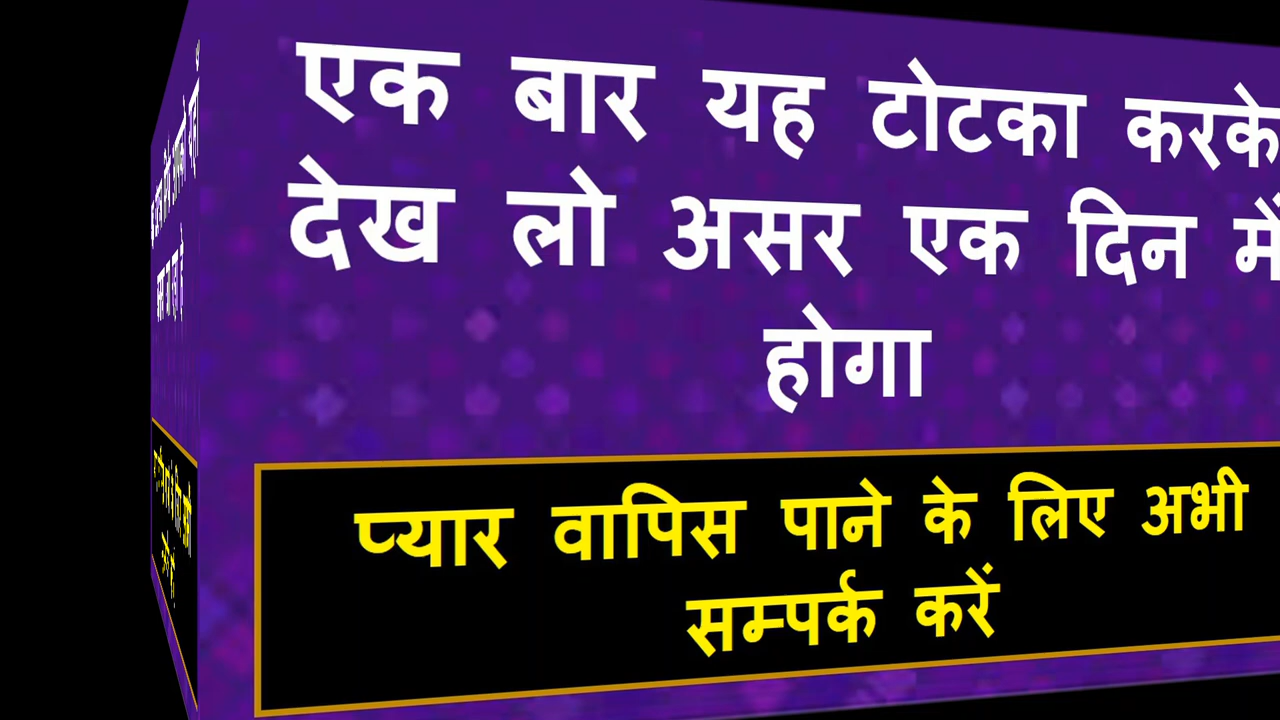 एक बार यह टोटका करके
देख लो असर एक दिन में
होगा
प्यार वापिस पाने के लिए अभी
सम्पर्क करें